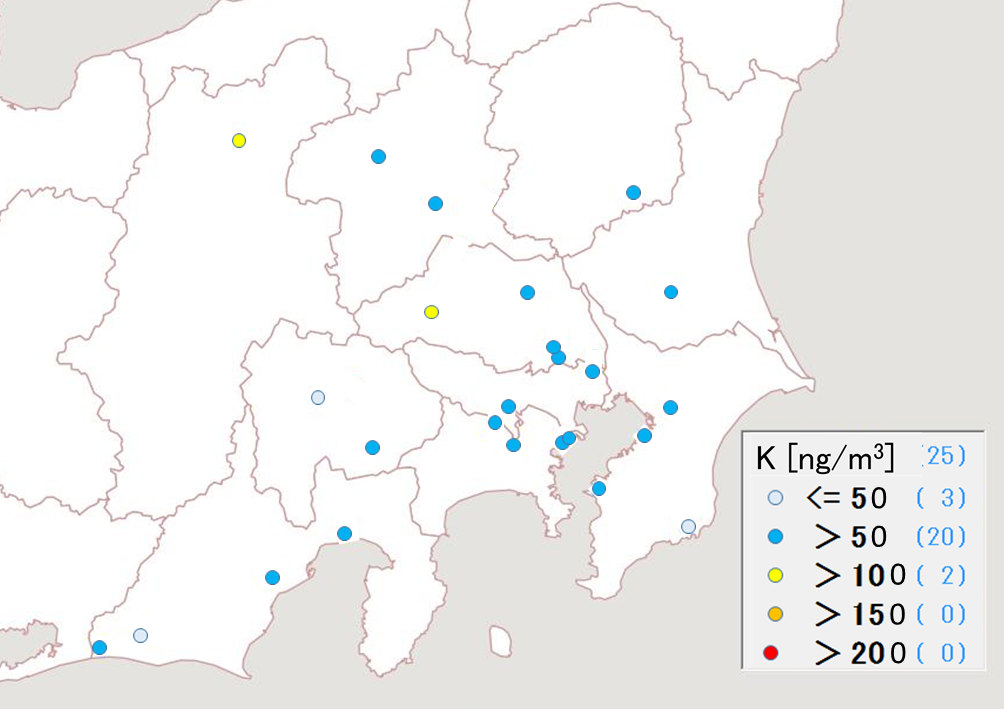 K [ng/m³] 25)
<= 50 ( 3)
> 50 (20)
> 100 ( 2)
> 150 ( 0)
> 200 ( 0)